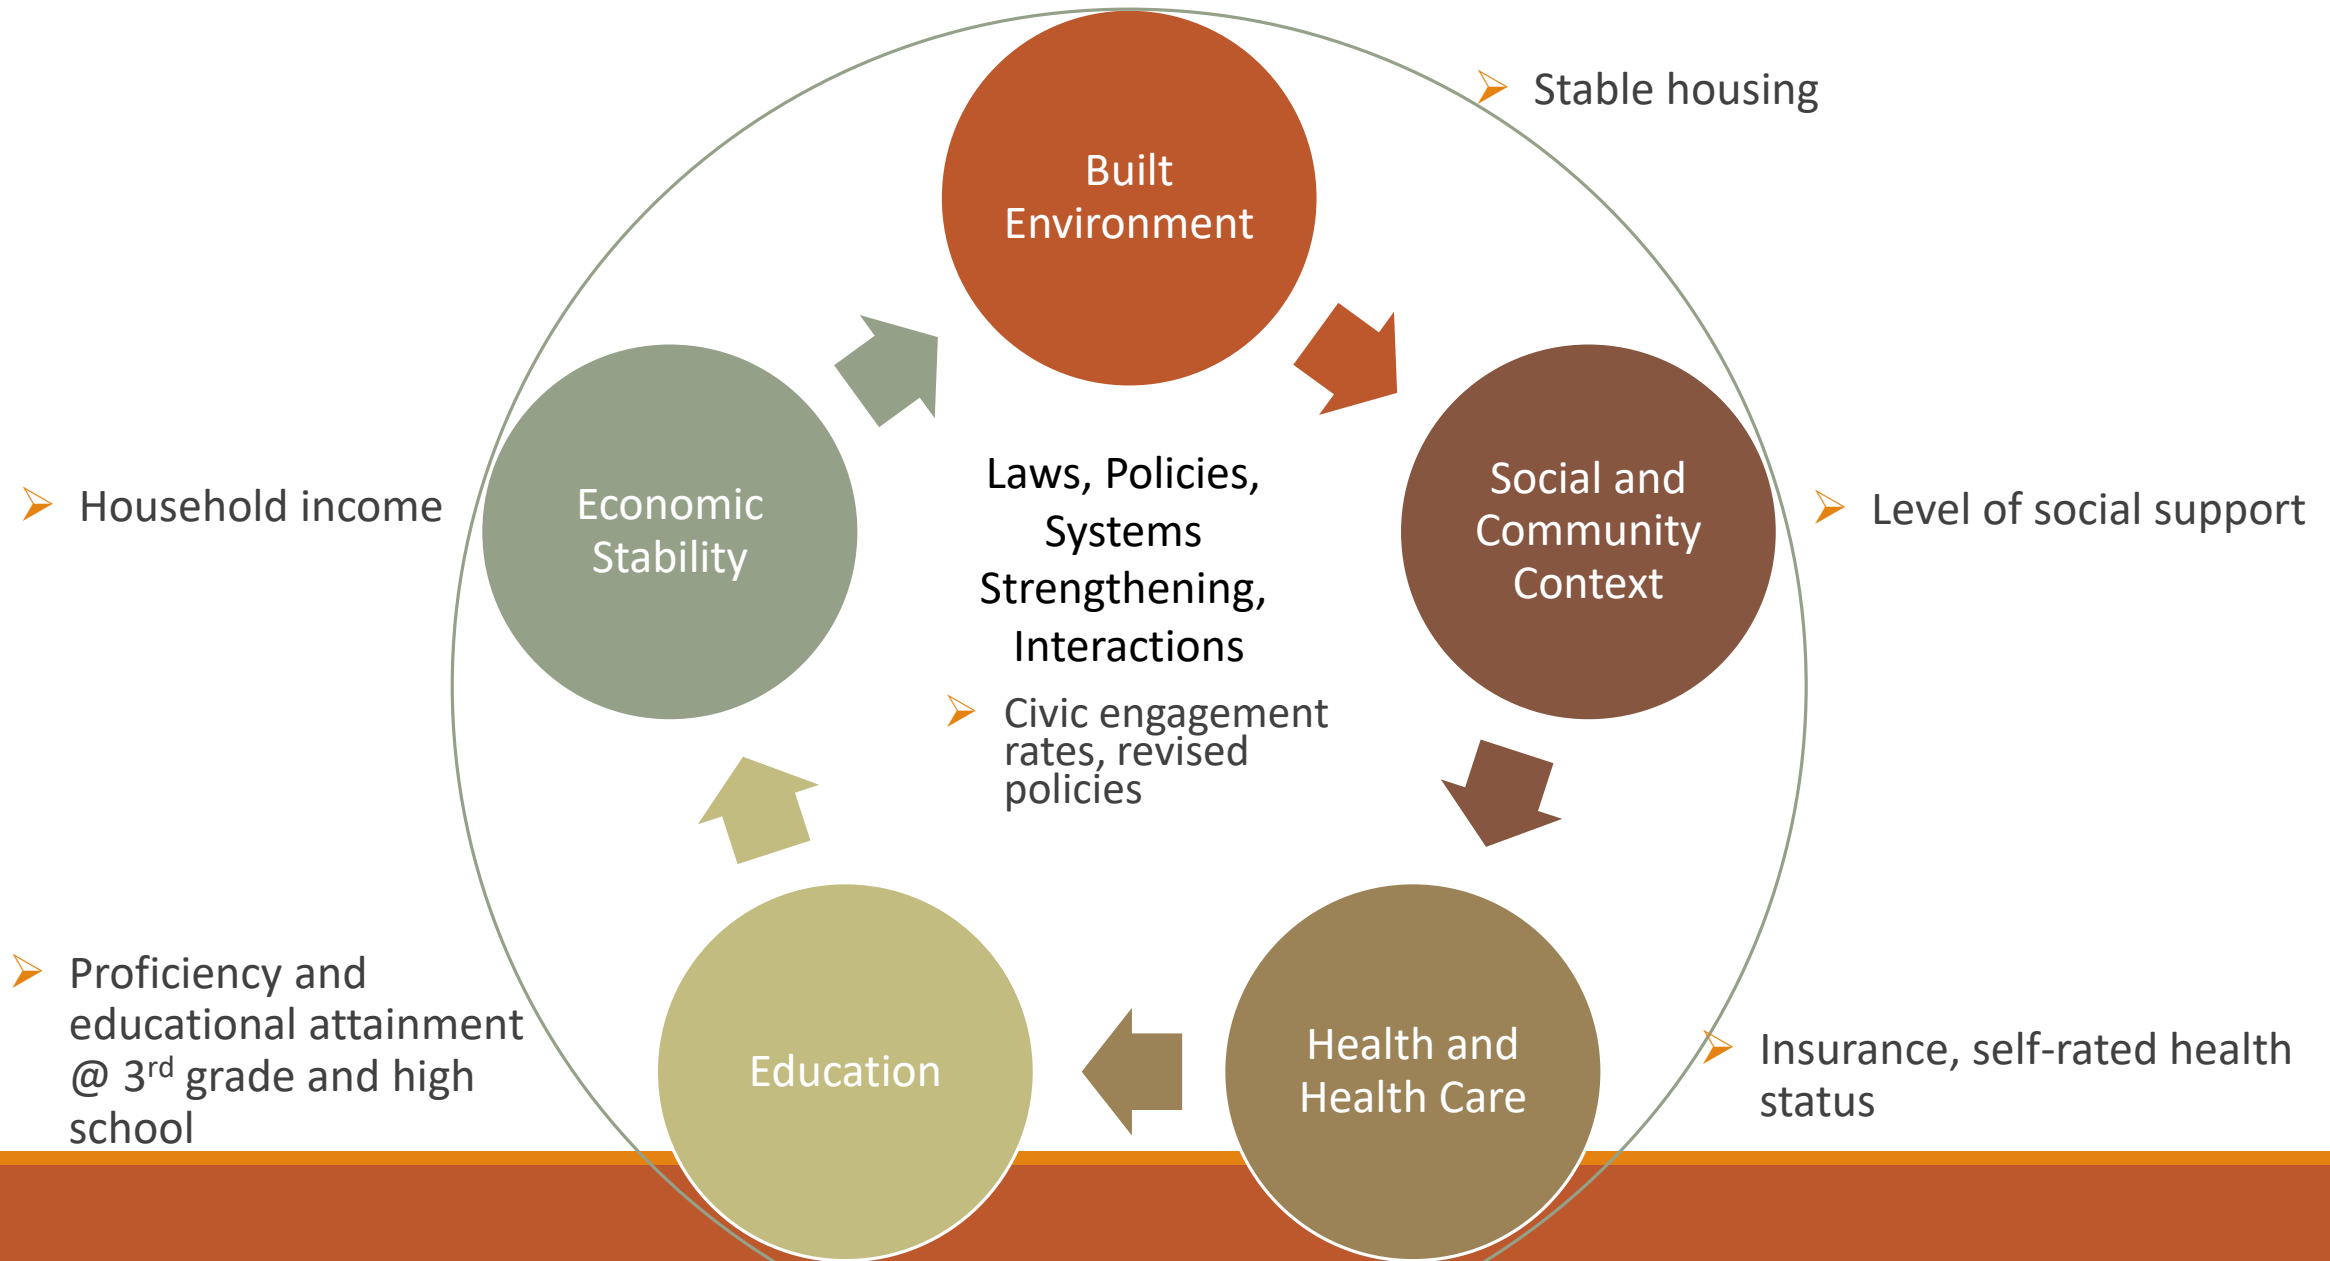 Stable housing
Built
Environment
Household income
Economic
Stability
Laws, Policies,
Systems
Strengthening,
Interactions
Civic engagement
rates, revised
policies
Social and
Community
Context
Level of social support
Proficiency and
educational attainment
@ 3rd grade and high
school
Education
Health and
Health Care
Insurance, self-rated health
status